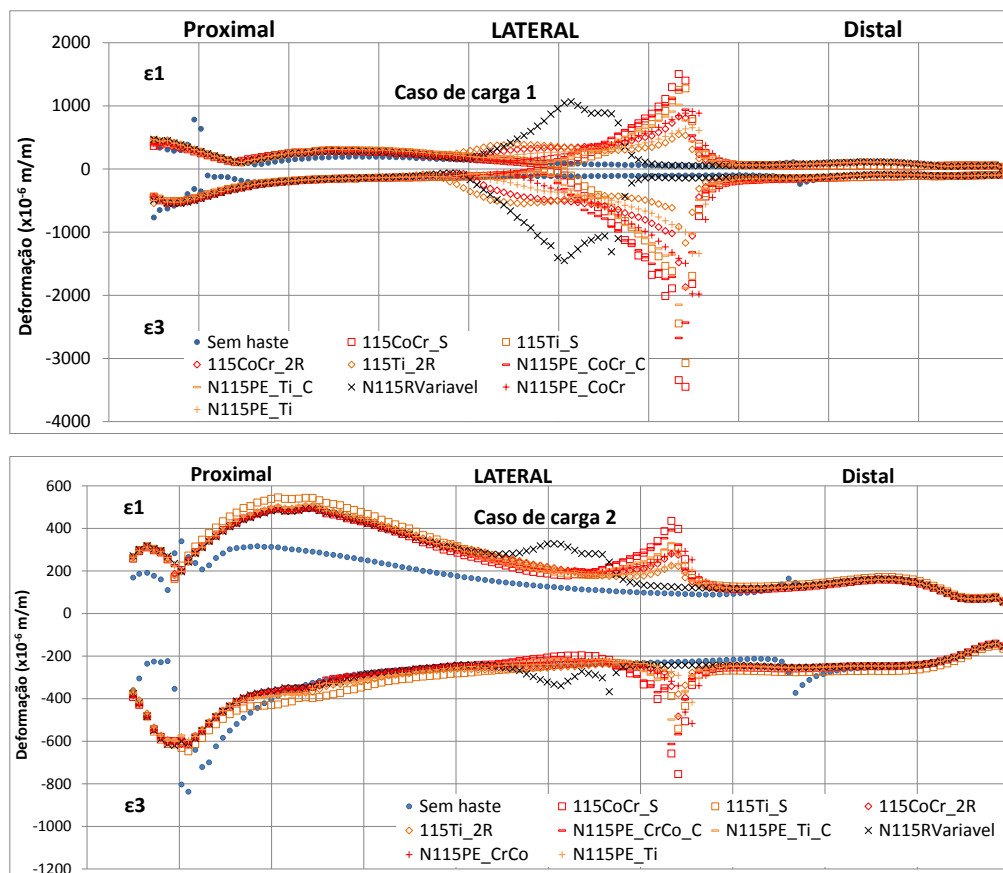 Proximal LATERAL Distal
2000
ε1
Caso de carga 1
1000
0
-1000
-2000
-3000
-4000
Deformação (x10⁻⁶ m/m)
ε3
Sem haste 115CoCr_S 115Ti_S
115CoCr_2R 115Ti_2R N115PE_CoCr_C
N115PE_Ti_C N115RVariavel N115PE_CoCr
N115PE_Ti
Proximal LATERAL Distal
600
ε1
Caso de carga 2
400
200
0
-200
-400
-600
-800
-1000
-1200
Deformação (x10⁻⁶ m/m)
ε3
Sem haste 115CoCr_S 115Ti_S 115CoCr_2R
115Ti_2R N115PE_CrCo_C N115PE_Ti_C N115RVariavel
N115PE_CrCo N115PE_Ti